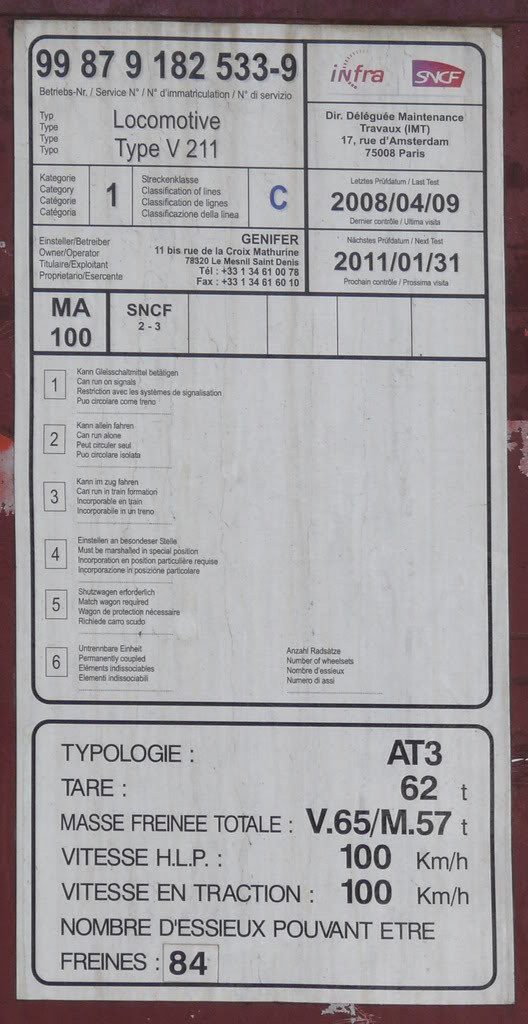 99 87 9 182 533-9
Betriebs-Nr. / Service N° / N° d'immatriculation / N° di servizio
Typ
Type
Type
Typo
Locomotive
Type V 211
infra SNCF
Dir. Déléguée Maintenance
Travaux (IMT)
17, rue d'Amsterdam
75008 Paris
Kategorie
Category
Catégorie
Catégoria
1
Streckenklasse
Classification of lines
Classification de lignes
Classificazione della linea
C
Letztes Prüfdatum / Last Test
2008/04/09
Dernier contrôle / Ultima visita
Einsteller/Betreiber
Owner/Operator
Titulaire/Exploitant
Proprietario/Esercente
GENIFER
11 bis rue de la Croix Mathurine
78320 Le Mesnil Saint Denis
Tél : +33 1 34 61 00 78
Fax : +33 1 34 61 60 10
Nächstes Prüfdatum / Next Test
2011/01/31
Prochain contrôle / Prossima visita
MA
100
SNCF
2 - 3
1
Kann Gleisschaltmittel betätigen
Can run on signals
Restriction avec les systèmes de signalisation
Puo circolare come treno
2
Kann allein fahren
Can run alone
Peut circuler seul
Puo circolare isolata
3
Kann im zug fahren
Can run in train formation
Incorporable en train
Incorporabile in un treno
4
Einstellen an besondeser Stelle
Must be marshalled in special position
Incorporation en position particulière requise
Incorporazione in posizione particolare
5
Shutzwagen erforderlich
Match wagon required
Wagon de protection nécessaire
Richiede carro scudo
6
Untrennbare Einheit
Permanently coupled
Eléments indissociables
Elementi indissociabili
Anzahl Radsätze
Number of wheelsets
Nombre d'essieux
Numero di assi
TYPOLOGIE : AT3
TARE : 62 t
MASSE FREINEE TOTALE : V.65/M.57 t
VITESSE H.L.P. : 100 Km/h
VITESSE EN TRACTION : 100 Km/h
NOMBRE D'ESSIEUX POUVANT ETRE
FREINES : 84